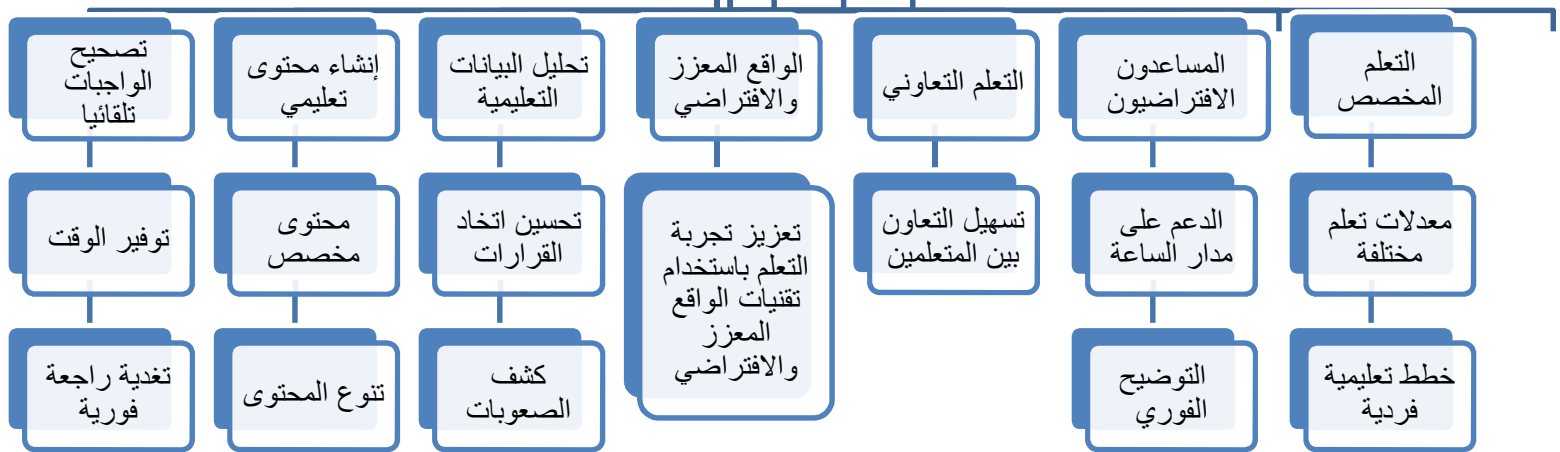 التعلم
المخصص
معدلات تعلم
مختلفة
خطط تعليمية
فردية
المساعدون
الافتراضيون
الدعم على
مدار الساعة
التوضيح
الفوري
التعلم التعاوني
تسهيل التعاون
بين المتعلمين
الواقع المعزز
والافتراضي
تعزيز تجربة
التعلم باستخدام
تقنيات الواقع
المعزز
والافتراضي
تحليل البيانات
التعليمية
تحسين اتخاد
القرارات
كشف
الصعوبات
إنشاء محتوى
تعليمي
محتوى
مخصص
تنوع المحتوى
تصحيح
الواجبات
تلقائيا
توفير الوقت
تغدية راجعة
فورية